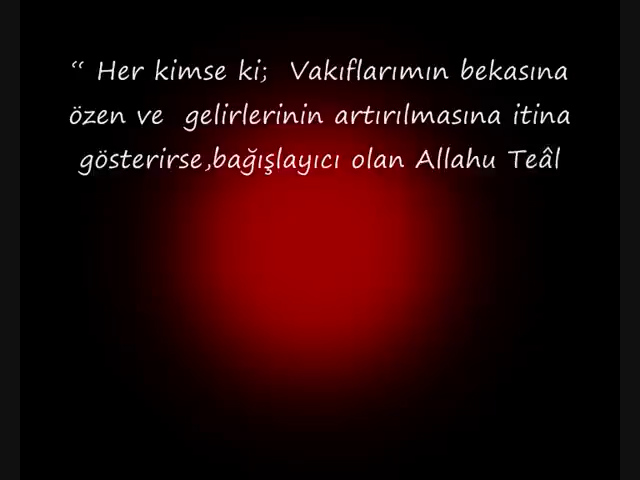 “ Her kimse ki; Vakıflarımın bekasına
özen ve gelirlerinin artırılmasına itina
gösterirse,bağışlayıcı olan Allahu Teâl